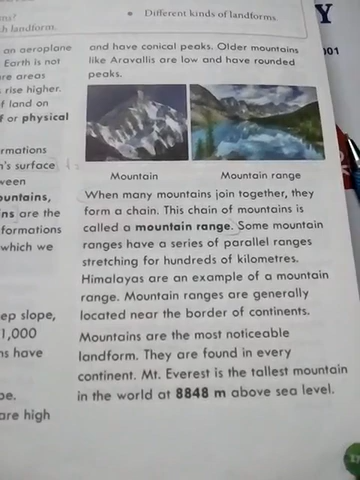 h landform.
• Different kinds of landforms
Y
001
an aeroplane
Earth is not
re areas
rise higher.
f land on
f or physical
rmations
n's surface
ween
ountains,
ins are the
formations
which we
ep slope,
1,000
ns have
pe.
are high
and have conical peaks. Older mountains
like Aravallis are low and have rounded
peaks.
Mountain
Mountain range
When many mountains join together, they
form a chain. This chain of mountains is
called a mountain range. Some mountain
ranges have a series of parallel ranges
stretching for hundreds of kilometres.
Himalayas are an example of a mountain
range. Mountain ranges are generally
located near the border of continents.
Mountains are the most noticeable
landform. They are found in every
continent. Mt. Everest is the tallest mountain
in the world at 8848 m above sea level.